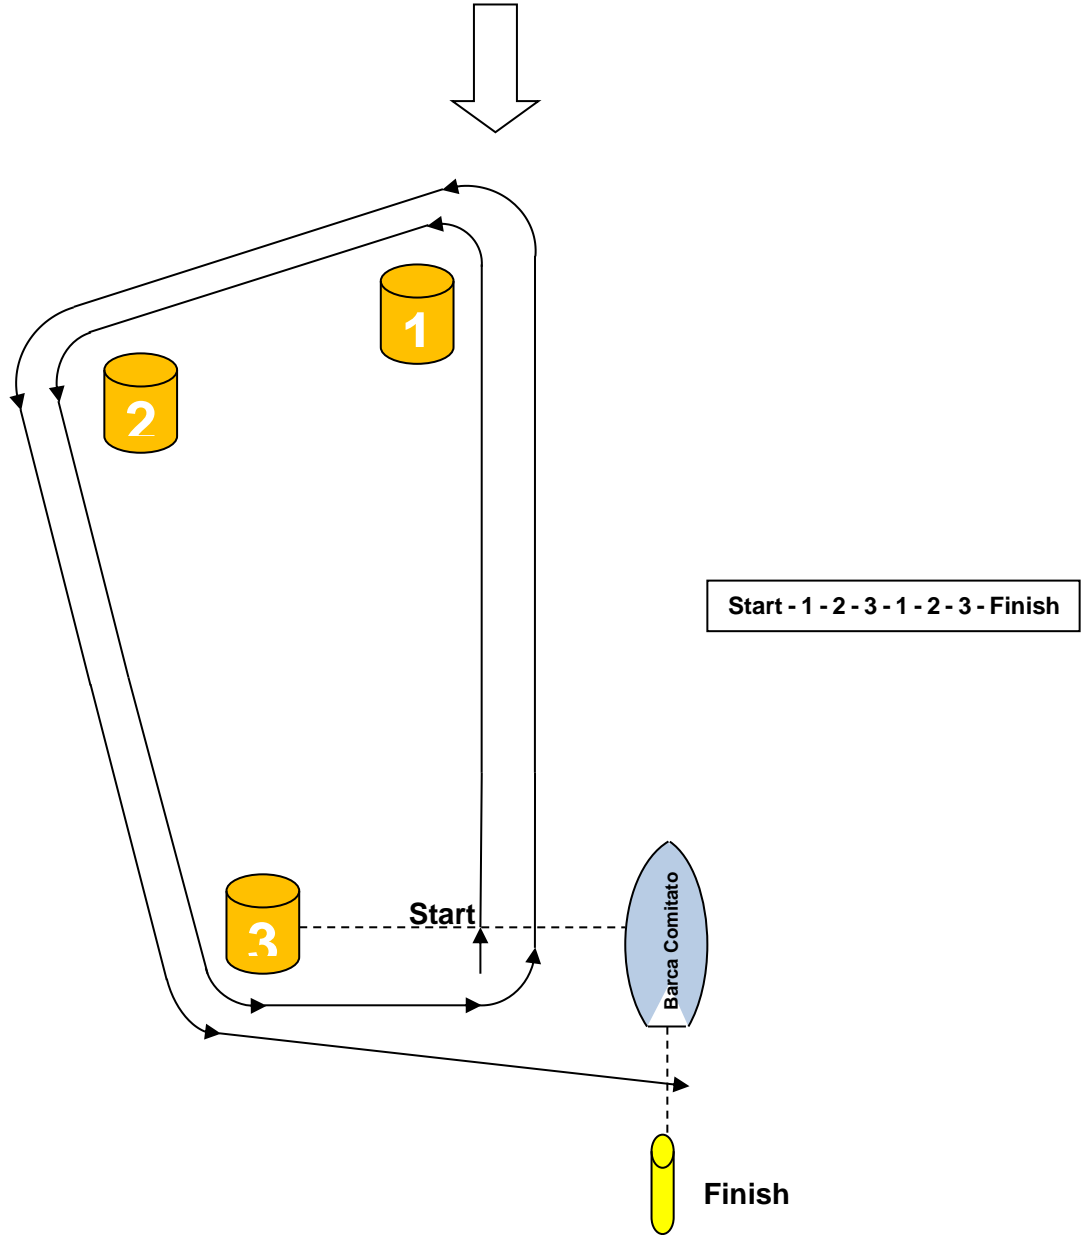 1
2
Start - 1 - 2 - 3 - 1 - 2 - 3 - Finish
Start
3
Barca Comitato
Finish